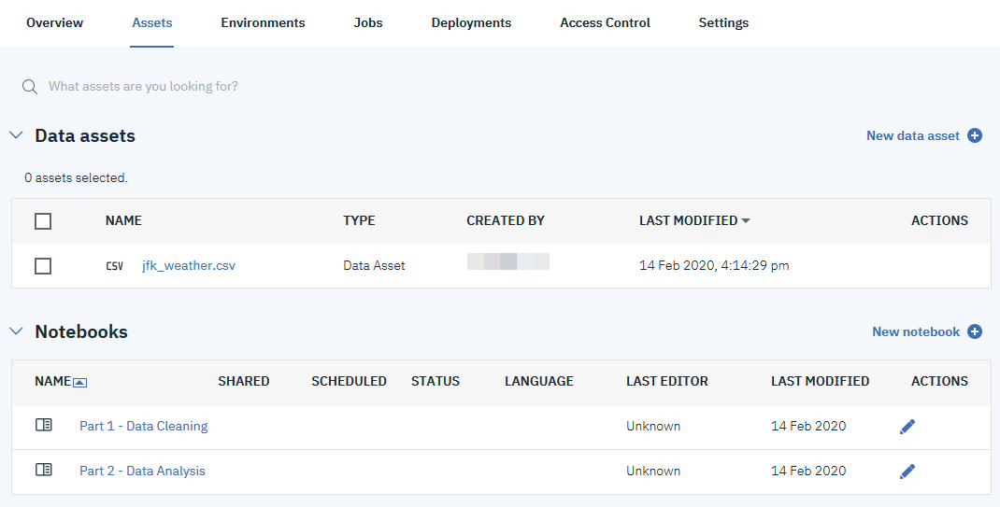 Overview Assets Environments Jobs Deployments Access Control Settings
What assets are you looking for?
Data assets New data asset
0 assets selected.
NAME TYPE CREATED BY LAST MODIFIED ACTIONS
CSV jfk_weather.csv Data Asset 14 Feb 2020, 4:14:29 pm
Notebooks New notebook
NAME SHARED SCHEDULED STATUS LANGUAGE LAST EDITOR LAST MODIFIED ACTIONS
Part 1 - Data Cleaning Unknown 14 Feb 2020
Part 2 - Data Analysis Unknown 14 Feb 2020